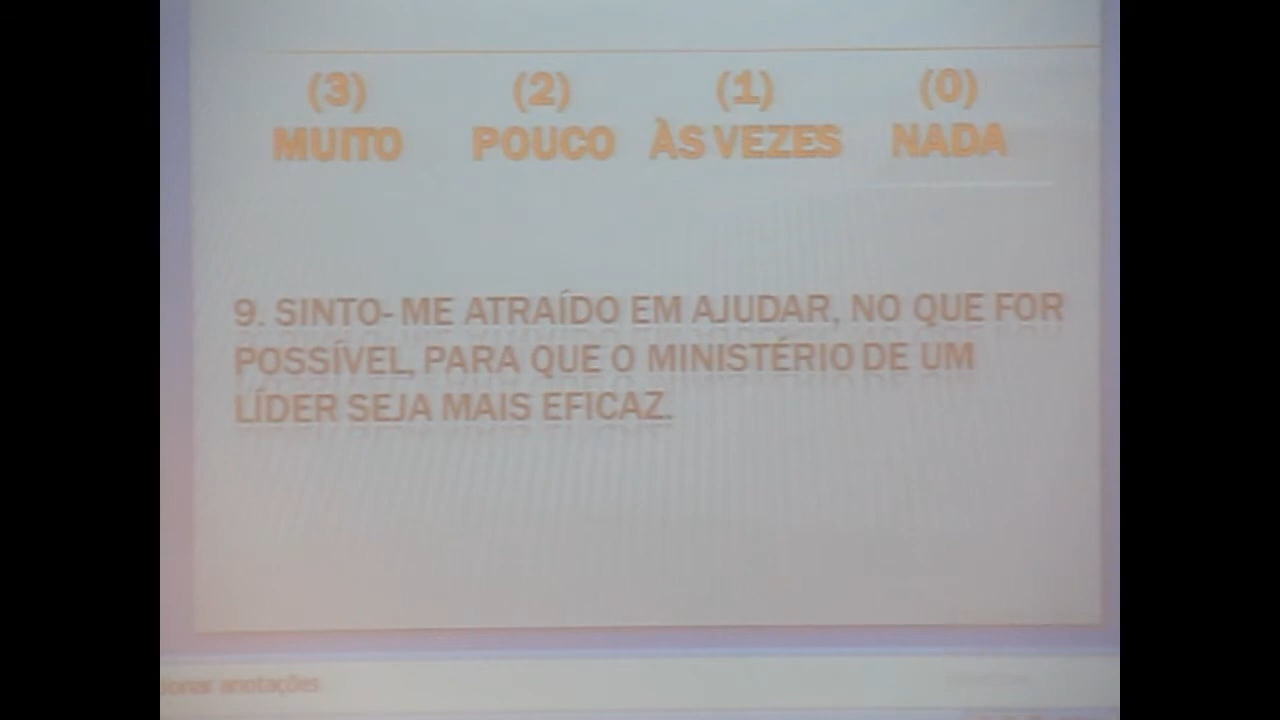 (3) (2) (1) (0)
MUITO POUCO ÀS VEZES NADA
9. SINTO- ME ATRAÍDO EM AJUDAR, NO QUE FOR
POSSÍVEL, PARA QUE O MINISTÉRIO DE UM
LÍDER SEJA MAIS EFICAZ.
anotações